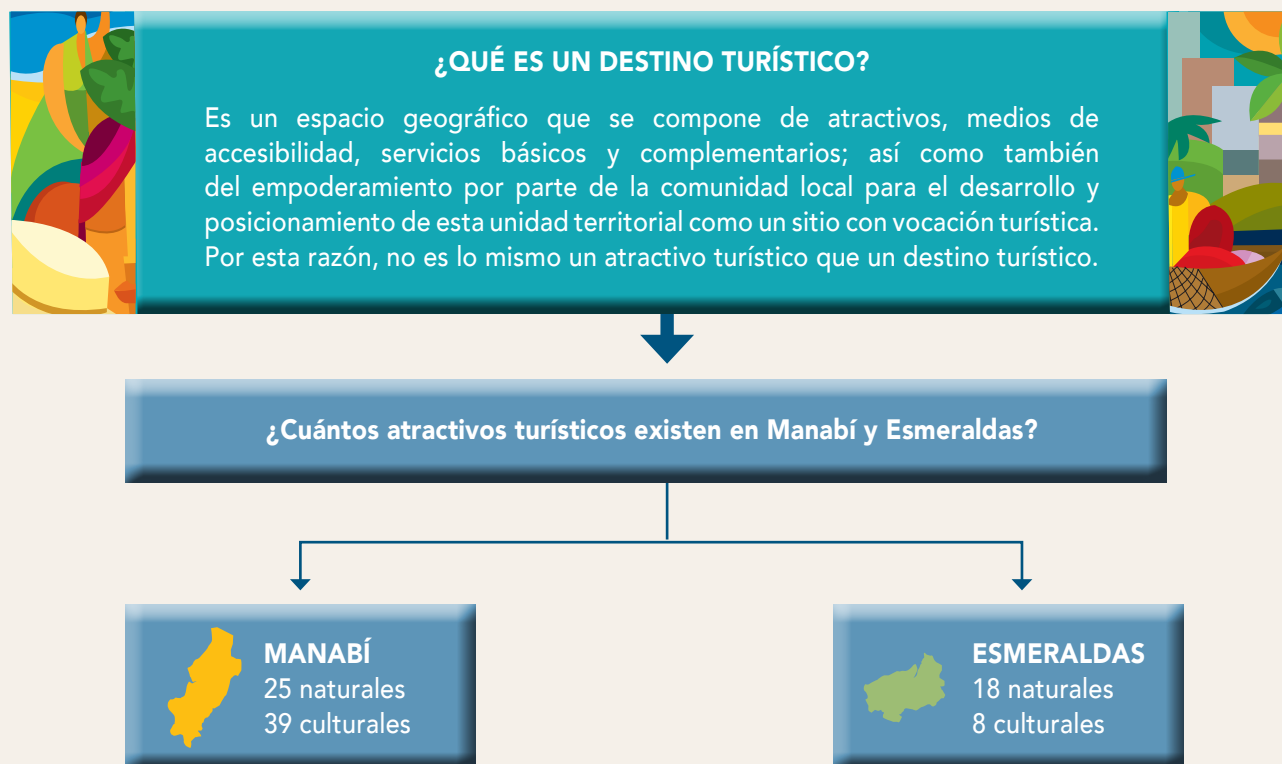 ¿QUÉ ES UN DESTINO TURÍSTICO?
Es un espacio geográfico que se compone de atractivos, medios de
accesibilidad, servicios básicos y complementarios; así como también
del empoderamiento por parte de la comunidad local para el desarrollo y
posicionamiento de esta unidad territorial como un sitio con vocación turística.
Por esta razón, no es lo mismo un atractivo turístico que un destino turístico.
¿Cuántos atractivos turísticos existen en Manabí y Esmeraldas?
MANABÍ
25 naturales
39 culturales
ESMERALDAS
18 naturales
8 culturales